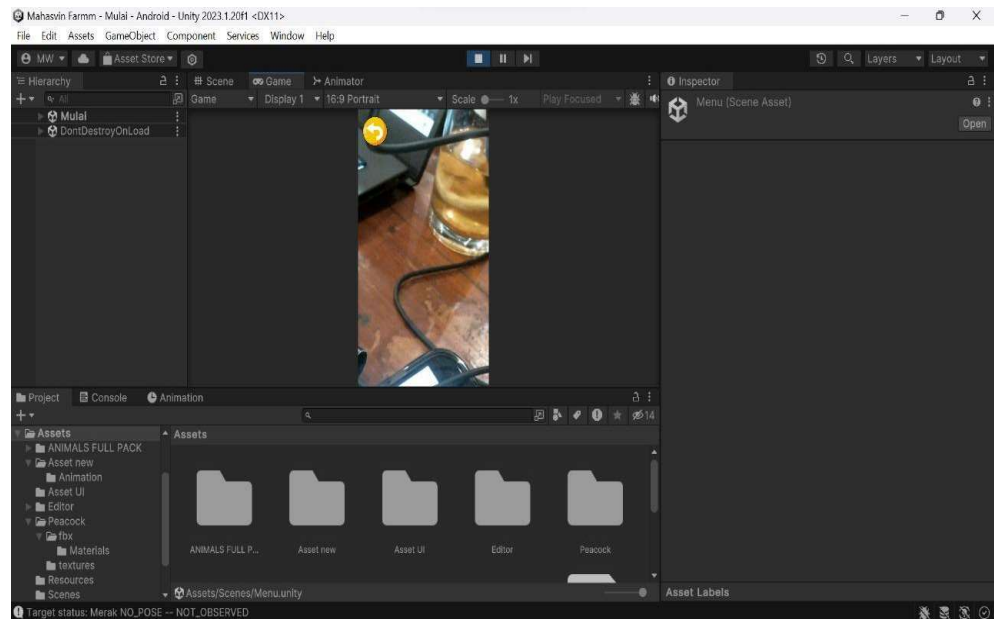 Mahasvin Farmm - Mulai - Android - Unity 2023.1.20f1 <DX11>
File Edit Assets GameObject Component Services Window Help
MW Asset Store Layers Layout
Hierarchy Scene Game Animator Inspector
All Game Display 1 16:9 Portrait Scale 1x Play Focused Menu (Scene Asset)
Mulai
Open
DontDestroyOnLoad
Project Console Animation
14
Assets Assets
ANIMALS FULL PACK
Asset new
Animation
Asset UI
Editor
Peacock
fbx
Materials
ANIMALS FULL P... Asset new Asset UI Editor Peacock
textures
Resources
Scenes Assets/Scenes/Menu.unity Asset Labels
Target status: Merak NO_POSE -- NOT_OBSERVED